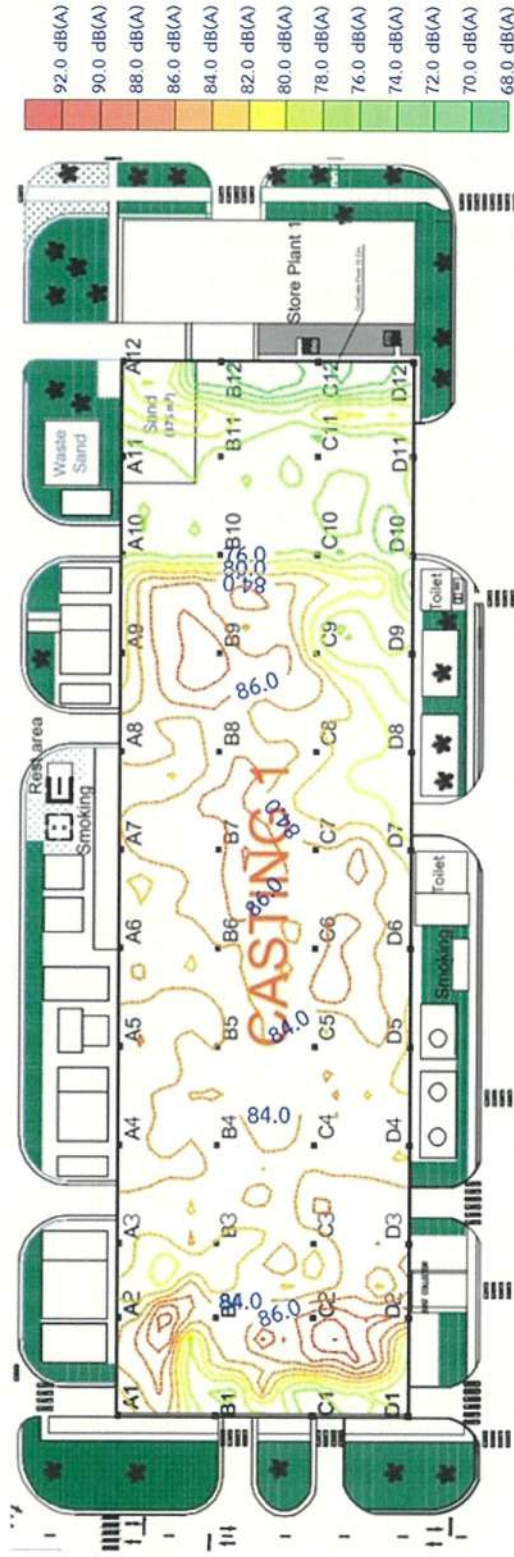 92.0 dB(A)
90.0 dB(A)
88.0 dB(A)
86.0 dB(A)
84.0 dB(A)
82.0 dB(A)
80.0 dB(A)
78.0 dB(A)
76.0 dB(A)
74.0 dB(A)
72.0 dB(A)
70.0 dB(A)
68.0 dB(A)
Rest area
Smoking
Waste
Sand
Sand
(375 m²)
Store Plant 1
A1 A2 A3 A4 A5 A6 A7 A8 A9 A10 A11 A12
B1 B3 B4 B5 B6 B7 B8 B9 B10 B11 B12
C1 C2 C3 C4 C5 C6 C7 C8 C9 C10 C11 C12
D1 D2 D3 D4 D5 D6 D7 D8 D9 D10 D11 D12
CASTING 1
84.0
86.0
84.0
84.0
86.0
84.0
86.0
84.0
80.0
76.0
Smoking
Toilet
Toilet